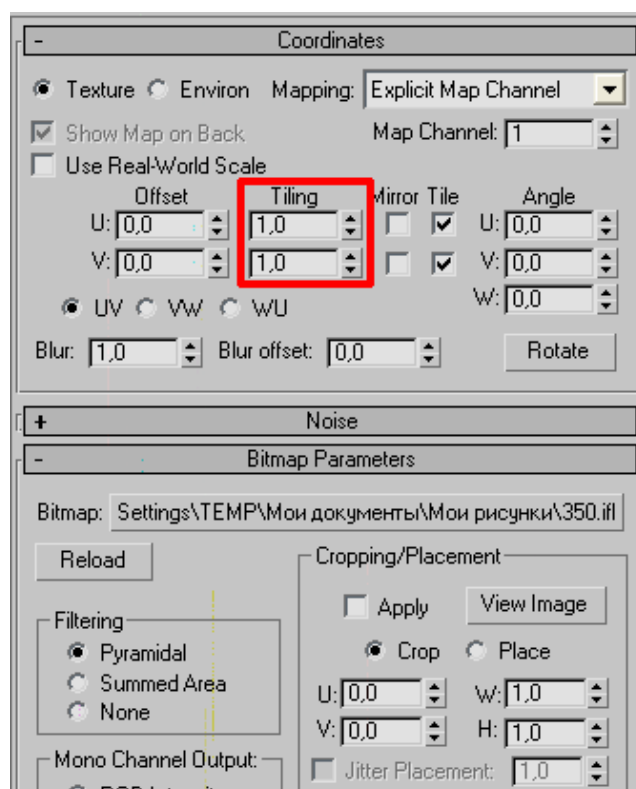 - Coordinates
Texture Environ Mapping: Explicit Map Channel
Show Map on Back Map Channel: 1
Use Real-World Scale
Offset Tiling Mirror Tile Angle
U: 0,0 1,0 U: 0,0
V: 0,0 1,0 V: 0,0
UV VW WU W: 0,0
Blur: 1,0 Blur offset: 0,0 Rotate
+ Noise
- Bitmap Parameters
Bitmap: Settings\TEMP\Мои документы\Мои рисунки\350.ifl
Reload Cropping/Placement
Apply View Image
Filtering
Pyramidal Crop Place
Summed Area U: 0,0 W: 1,0
None V: 0,0 H: 1,0
Mono Channel Output: Jitter Placement: 1,0